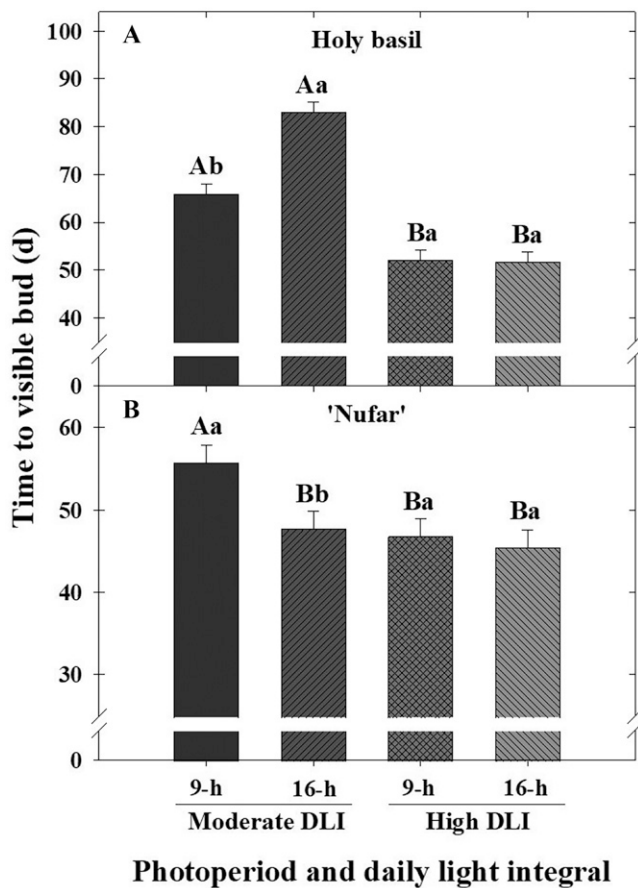 Time to visible bud (d)
A
Holy basil
100
90
80
70
60
50
40
0
Ab
Aa
Ba
Ba
B
'Nufar'
60
50
40
30
0
Aa
Bb
Ba
Ba
9-h 16-h 9-h 16-h
Moderate DLI High DLI
Photoperiod and daily light integral